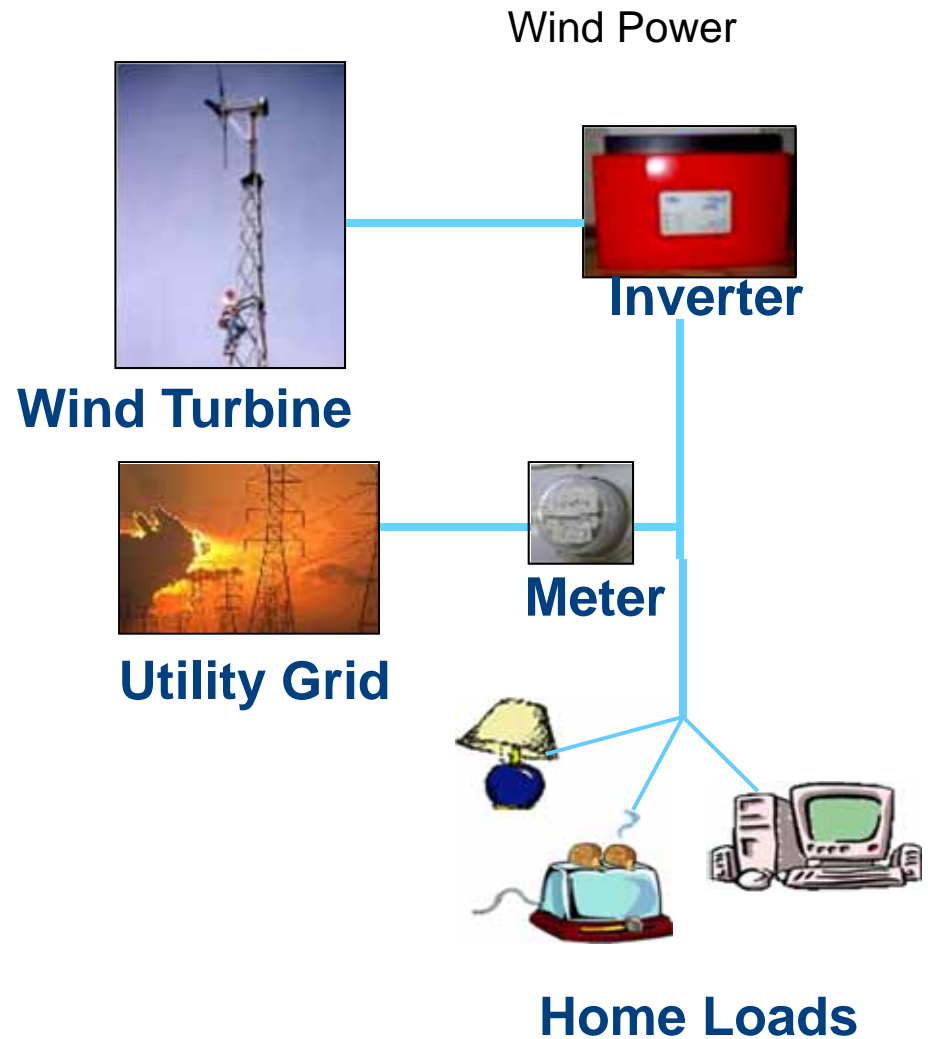 Wind Power
Inverter
Wind Turbine
Meter
Utility Grid
Home Loads